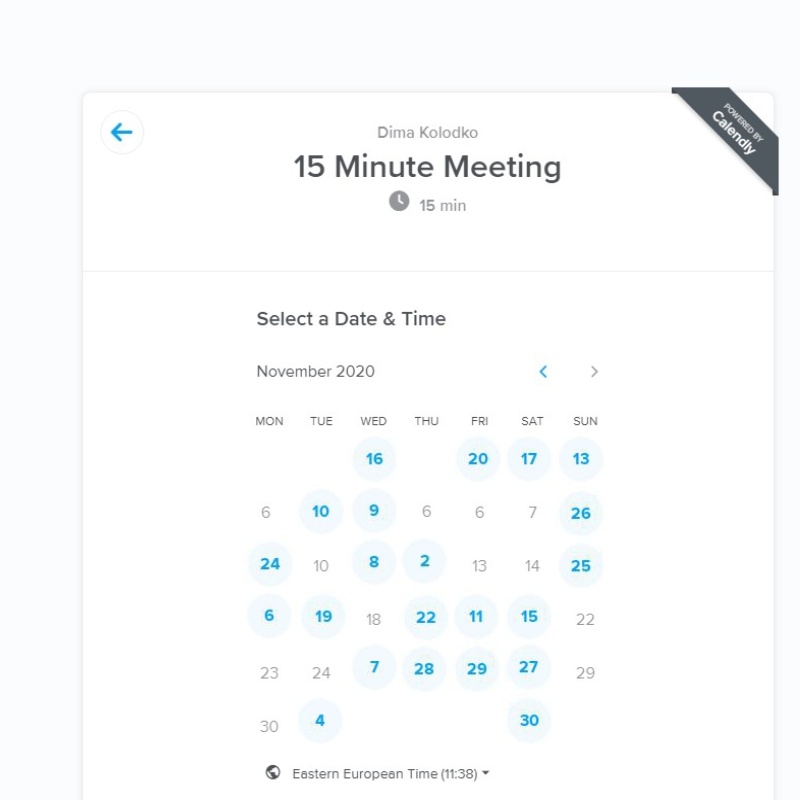 POWERED BY
Calendly
Dima Kolodko
15 Minute Meeting
15 min
Select a Date & Time
November 2020
MON TUE WED THU FRI SAT SUN
16 20 17 13
6 10 9 6 6 7 26
24 10 8 2 13 14 25
6 19 18 22 11 15 22
23 24 7 28 29 27 29
30 4 30
Eastern European Time (11:38)